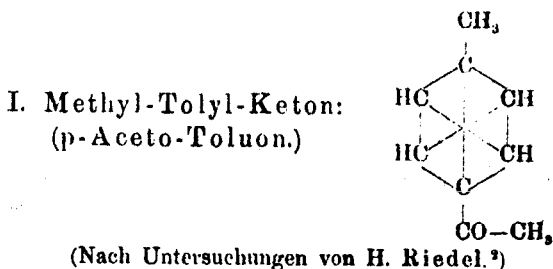 CH₃
C
I. Methyl-Tolyl-Keton:
HC CH
(p-Aceto-Toluon.)
HC CH
C
CO—CH₃
(Nach Untersuchungen von H. Riedel.²)